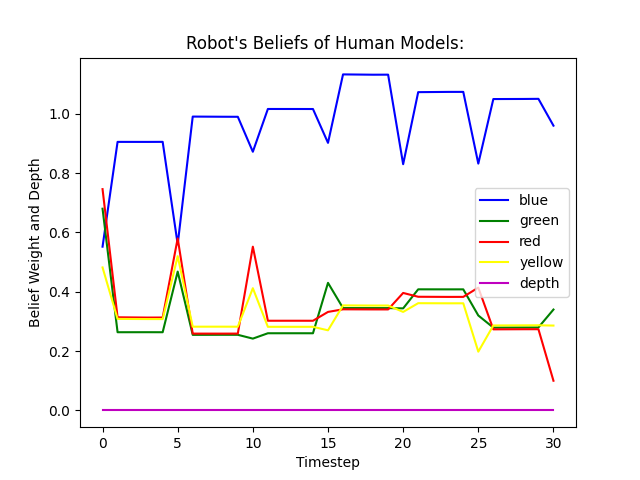 Robot's Beliefs of Human Models:
Belief Weight and Depth
1.0
0.8
0.6
0.4
0.2
0.0
blue
green
red
yellow
depth
0 5 10 15 20 25 30
Timestep